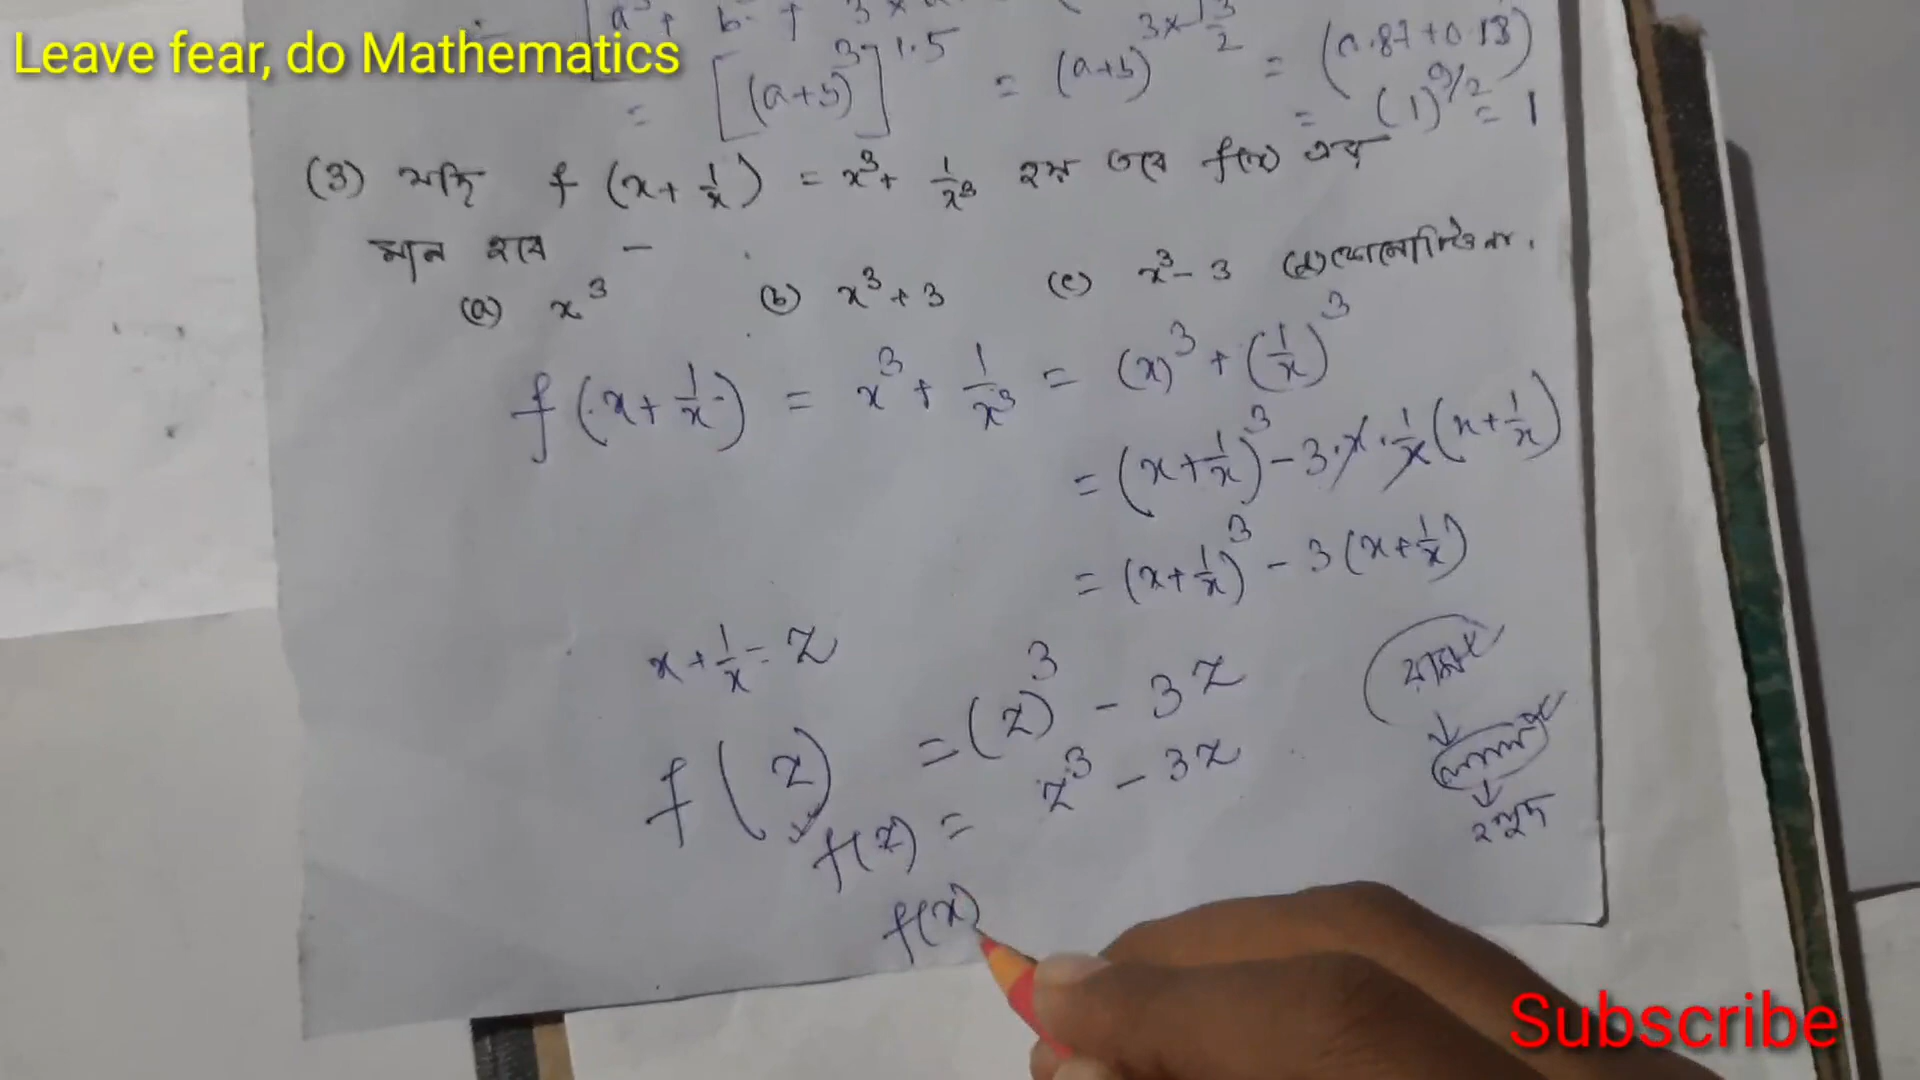 Leave fear, do Mathematics
= [(a+b)³]^1.5 = (a+b)^{3×3/2} = (0.87+0.13)
= (1)^{9/2} = 1
(3) যদি f(x+1/x) = x³+ 1/x³ হয় তবে f(x) এর
মান হবে –
(a) x³ (b) x³+3 (c) x³-3 (d) কোনোটিই নয়.
f(x+1/x) = x³+ 1/x³ = (x)³+(1/x)³
= (x+1/x)³-3.x.1/x(x+1/x)
= (x+1/x)³-3(x+1/x)
x+1/x=z
f(z) =(z)³-3z
f(z) = z³-3z
f(x)
Subscribe